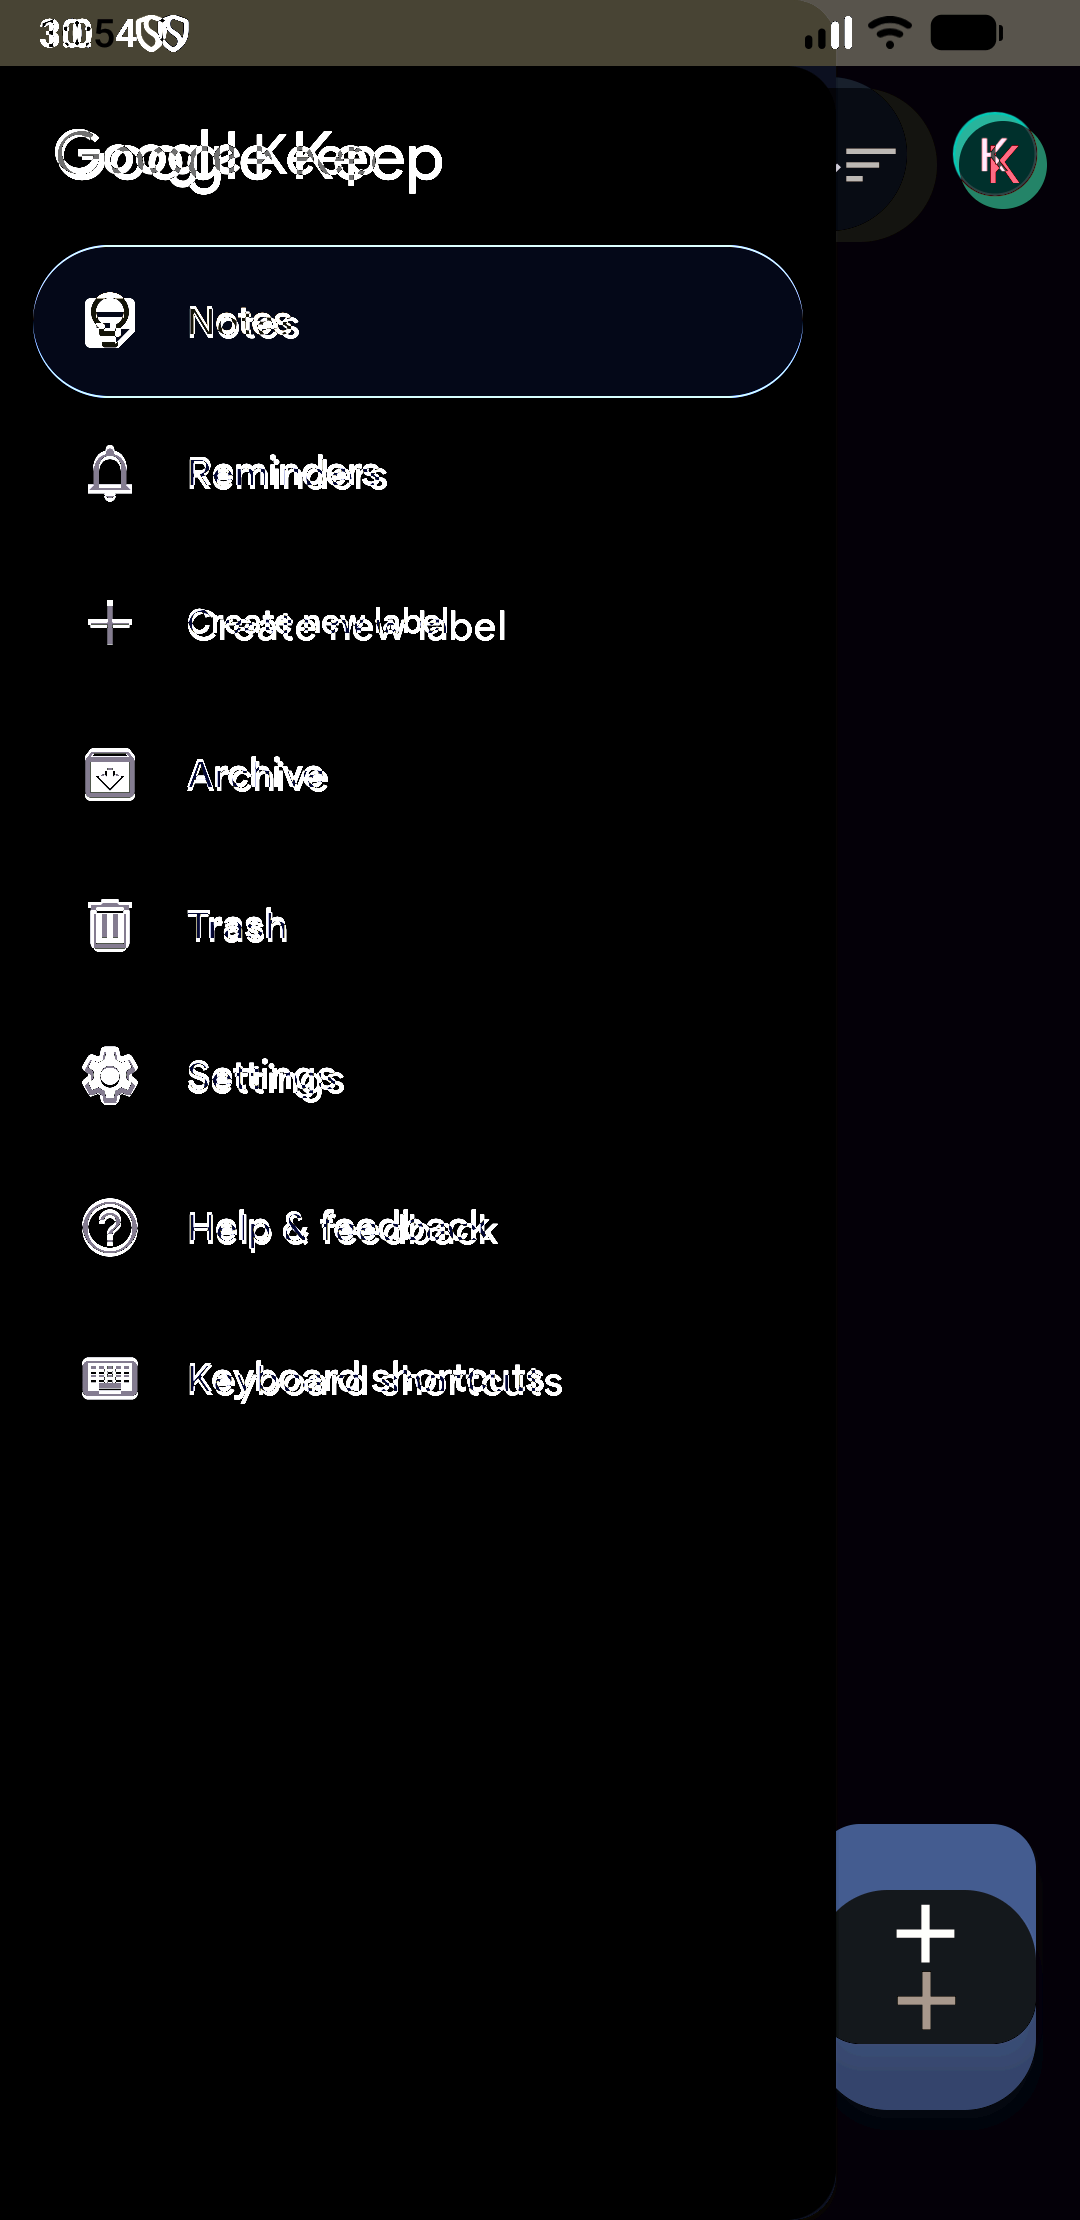 Google Keep
K
Notes
Reminders
Create new label
Archive
Trash
Settings
Help & feedback
Keyboard shortcuts